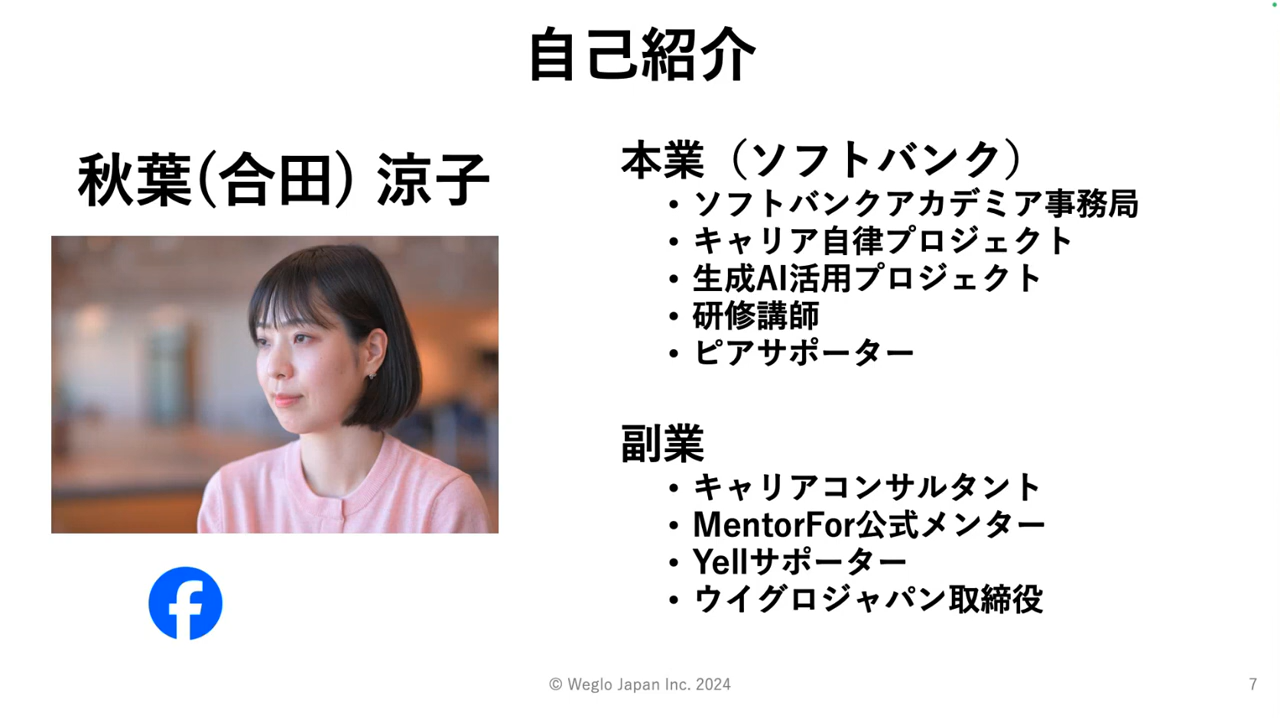 自己紹介
秋葉(合田) 涼子
本業（ソフトバンク）
・ソフトバンクアカデミア事務局
・キャリア自律プロジェクト
・生成AI活用プロジェクト
・研修講師
・ピアサポーター
副業
・キャリアコンサルタント
・MentorFor公式メンター
・Yellサポーター
・ウイグロジャパン取締役
© Weglo Japan Inc. 2024
7